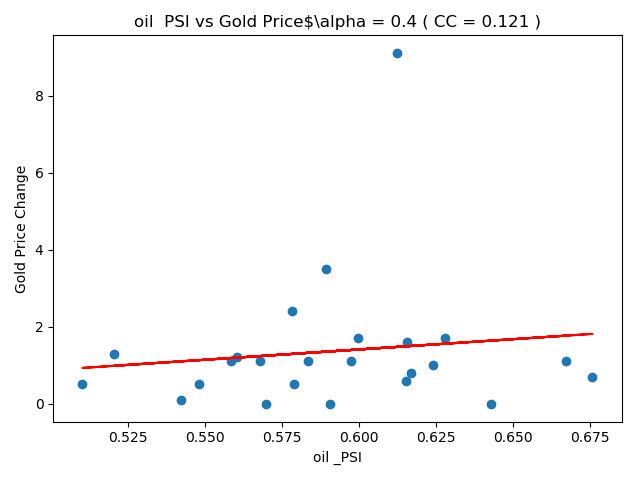 oil  PSI vs Gold Price$\alpha = 0.4 ( CC = 0.121 )
8
6
4
2
0
Gold Price Change
0.525 0.550 0.575 0.600 0.625 0.650 0.675
oil _PSI